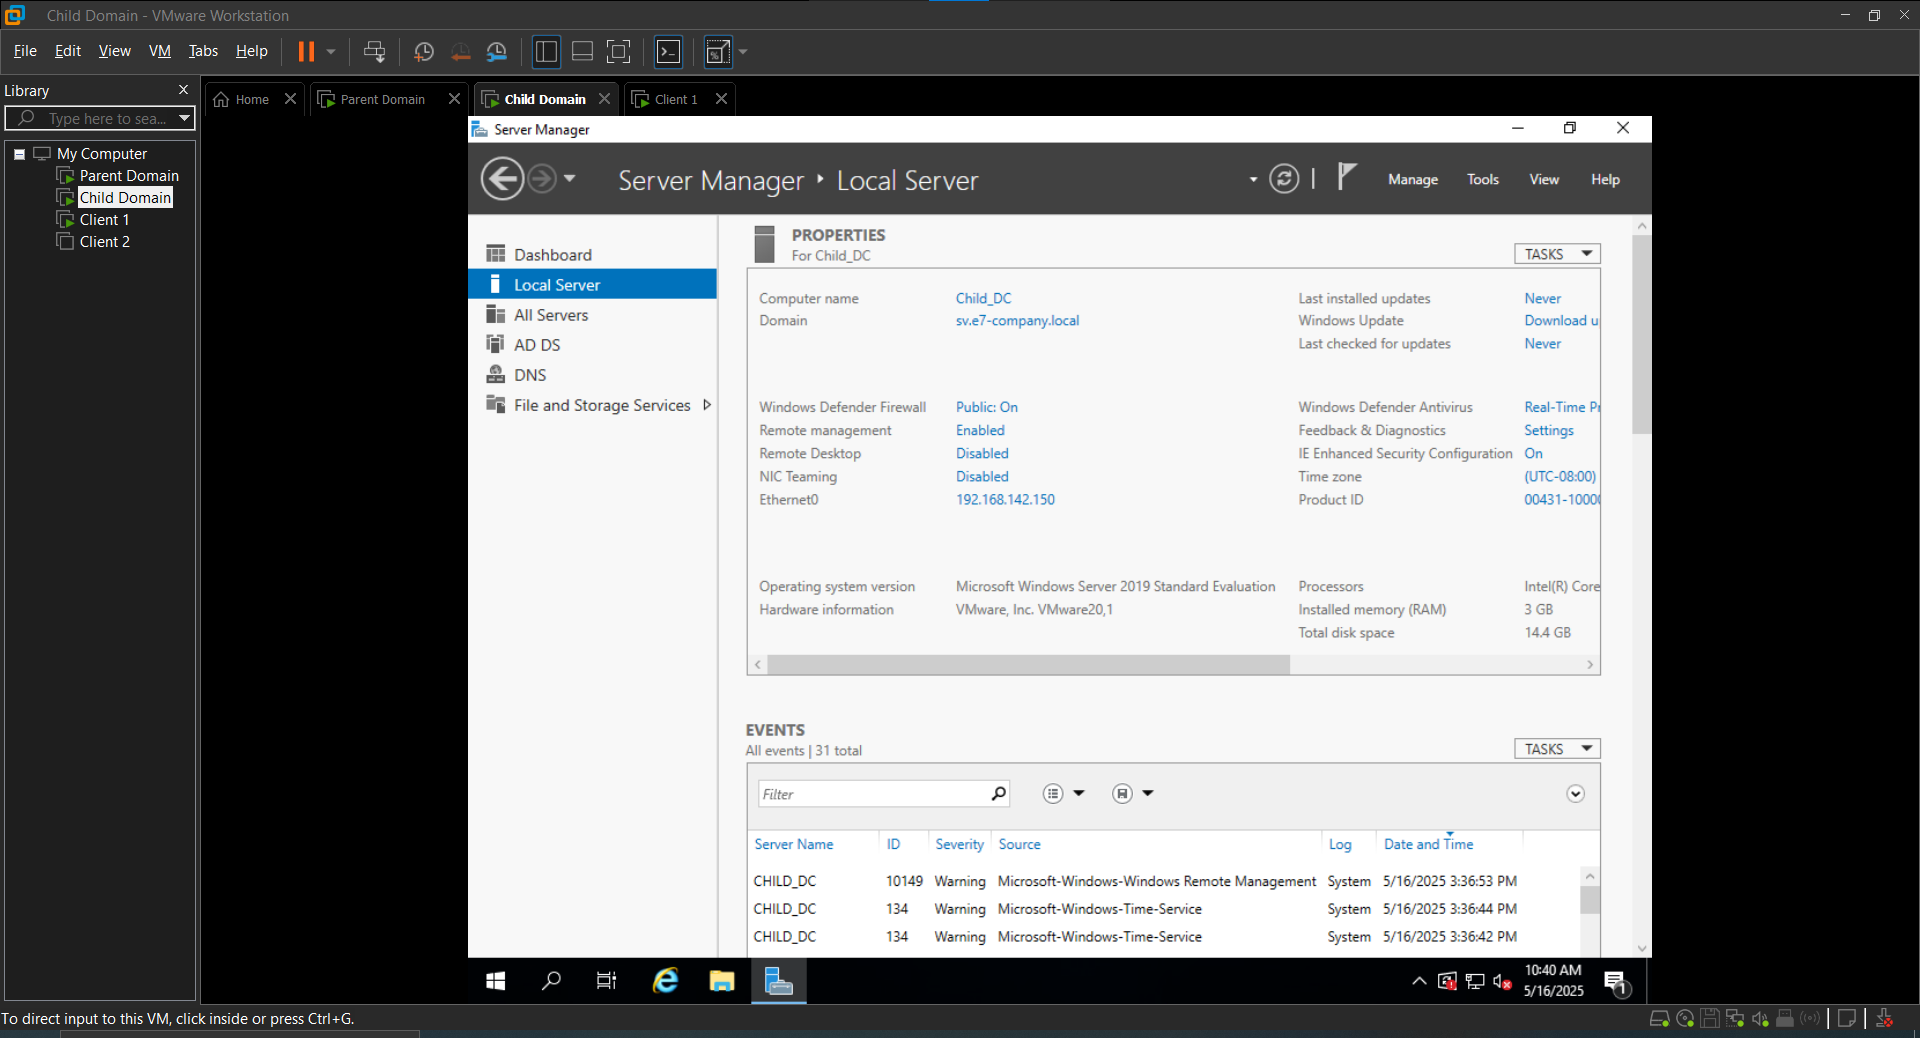 Child Domain - VMware Workstation
File Edit View VM Tabs Help
Library
Type here to sea...
My Computer
Parent Domain
Child Domain
Client 1
Client 2
Home
Parent Domain
Child Domain
Client 1
Server Manager
Server Manager Local Server
Manage Tools View Help
Dashboard
Local Server
All Servers
AD DS
DNS
File and Storage Services
PROPERTIES
For Child_DC
TASKS
Computer name Child_DC Last installed updates Never
Domain sv.e7-company.local Windows Update Download u
Last checked for updates Never
Windows Defender Firewall Public: On Windows Defender Antivirus Real-Time Pr
Remote management Enabled Feedback & Diagnostics Settings
Remote Desktop Disabled IE Enhanced Security Configuration On
NIC Teaming Disabled Time zone (UTC-08:00)
Ethernet0 192.168.142.150 Product ID 00431-10000
Operating system version Microsoft Windows Server 2019 Standard Evaluation Processors Intel(R) Core
Hardware information VMware, Inc. VMware20,1 Installed memory (RAM) 3 GB
Total disk space 14.4 GB
EVENTS
All events | 31 total
TASKS
Filter
Server Name ID Severity Source Log Date and Time
CHILD_DC 10149 Warning Microsoft-Windows-Windows Remote Management System 5/16/2025 3:36:53 PM
CHILD_DC 134 Warning Microsoft-Windows-Time-Service System 5/16/2025 3:36:44 PM
CHILD_DC 134 Warning Microsoft-Windows-Time-Service System 5/16/2025 3:36:42 PM
10:40 AM
5/16/2025
1
To direct input to this VM, click inside or press Ctrl+G.